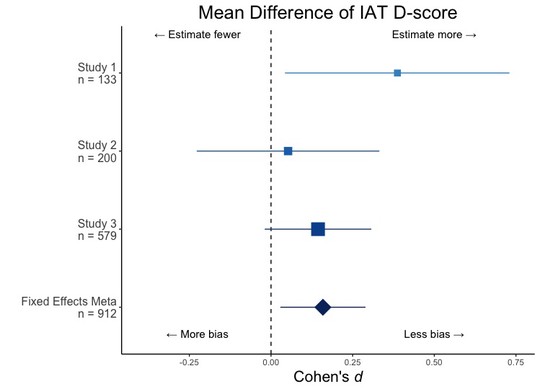 Mean Difference of IAT D-score
← Estimate fewer
Estimate more →
Study 1
n = 133
Study 2
n = 200
Study 3
n = 579
Fixed Effects Meta
n = 912
← More bias
Less bias →
-0.25
0.00
0.25
0.50
0.75
Cohen's d